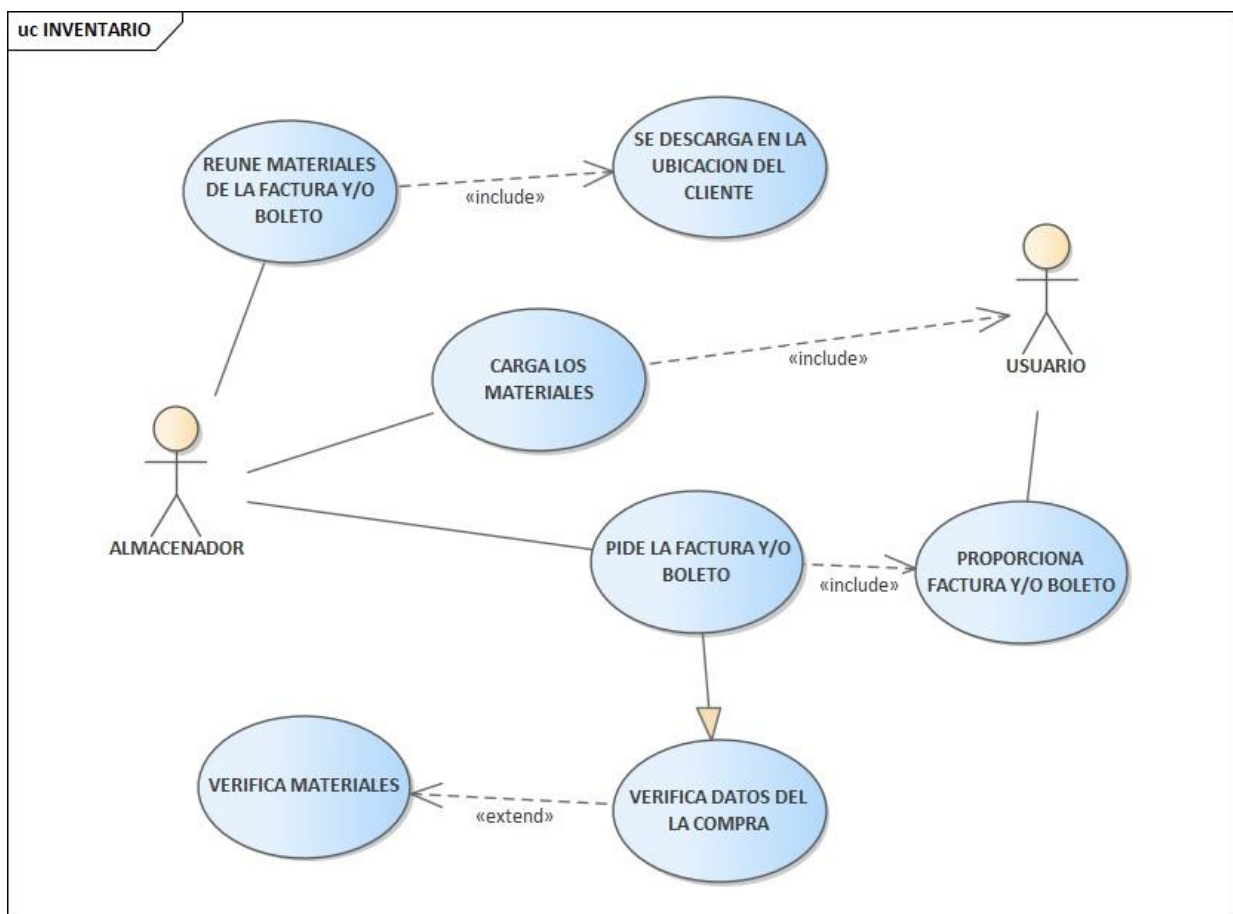 uc INVENTARIO
REUNE MATERIALES
DE LA FACTURA Y/O
BOLETO
«include»
SE DESCARGA EN LA
UBICACION DEL
CLIENTE
CARGA LOS
MATERIALES
«include»
USUARIO
ALMACENADOR
PIDE LA FACTURA Y/O
BOLETO
«include»
PROPORCIONA
FACTURA Y/O BOLETO
VERIFICA MATERIALES
«extend»
VERIFICA DATOS DEL
LA COMPRA